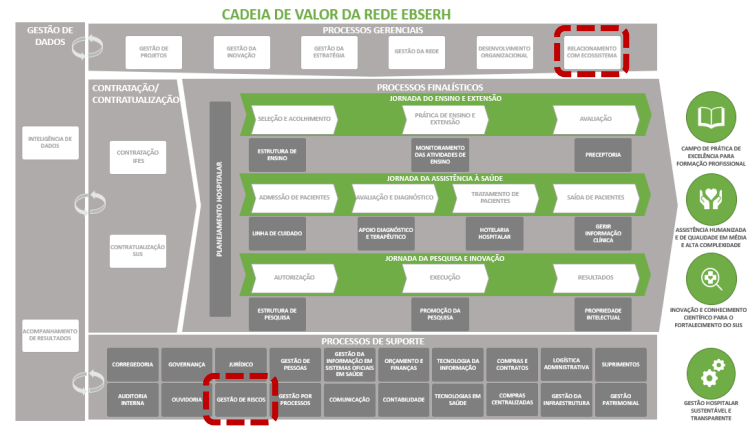 CADEIA DE VALOR DA REDE EBSERH
GESTÃO DE
DADOS
INTELIGÊNCIA DE
DADOS
ACOMPANHAMENTO
DE RESULTADOS
PROCESSOS GERENCIAIS
GESTÃO DE
PROJETOS
GESTÃO DA
INOVAÇÃO
GESTÃO DA
ESTRATÉGIA
GESTÃO DA REDE
DESENVOLVIMENTO
ORGANIZACIONAL
RELACIONAMENTO
COM ECOSSISTEMA
CONTRATAÇÃO/
CONTRATUALIZAÇÃO
CONTRATAÇÃO
IFES
CONTRATUALIZAÇÃO
SUS
PROCESSOS FINALÍSTICOS
PLANEJAMENTO HOSPITALAR
JORNADA DO ENSINO E EXTENSÃO
SELEÇÃO E ACOLHIMENTO
PRÁTICA DE ENSINO E
EXTENSÃO
AVALIAÇÃO
ESTRUTURA DE
ENSINO
MONITORAMENTO
DAS ATIVIDADES DE
ENSINO
PRECEPTORIA
JORNADA DA ASSISTÊNCIA À SAÚDE
ADMISSÃO DE PACIENTES
AVALIAÇÃO E DIAGNÓSTICO
TRATAMENTO DE
PACIENTES
SAÍDA DE PACIENTES
LINHA DE CUIDADO
APOIO DIAGNÓSTICO
E TERAPÊUTICO
HOTELARIA
HOSPITALAR
GERIR
INFORMAÇÃO
CLÍNICA
JORNADA DA PESQUISA E INOVAÇÃO
AUTORIZAÇÃO
EXECUÇÃO
RESULTADOS
ESTRUTURA DE
PESQUISA
PROMOÇÃO DA
PESQUISA
PROPRIEDADE
INTELECTUAL
PROCESSOS DE SUPORTE
CORREGEDORIA
GOVERNANÇA
JURÍDICO
GESTÃO DE
PESSOAS
GESTÃO DA
INFORMAÇÃO EM
SISTEMAS OFICIAIS
EM SAÚDE
ORÇAMENTO E
FINANÇAS
TECNOLOGIA DA
INFORMAÇÃO
COMPRAS E
CONTRATOS
LOGÍSTICA
ADMINISTRATIVA
SUPRIMENTOS
AUDITORIA
INTERNA
OUVIDORIA
GESTÃO DE RISCOS
GESTÃO POR
PROCESSOS
COMUNICAÇÃO
CONTABILIDADE
TECNOLOGIAS EM
SAÚDE
COMPRAS
CENTRALIZADAS
GESTÃO DA
INFRAESTRUTURA
GESTÃO
PATRIMONIAL
CAMPO DE PRÁTICA DE
EXCELÊNCIA PARA
FORMAÇÃO PROFISSIONAL
ASSISTÊNCIA HUMANIZADA
E DE QUALIDADE EM MÉDIA
E ALTA COMPLEXIDADE
INOVAÇÃO E CONHECIMENTO
CIENTÍFICO PARA O
FORTALECIMENTO DO SUS
GESTÃO HOSPITALAR
SUSTENTÁVEL E
TRANSPARENTE